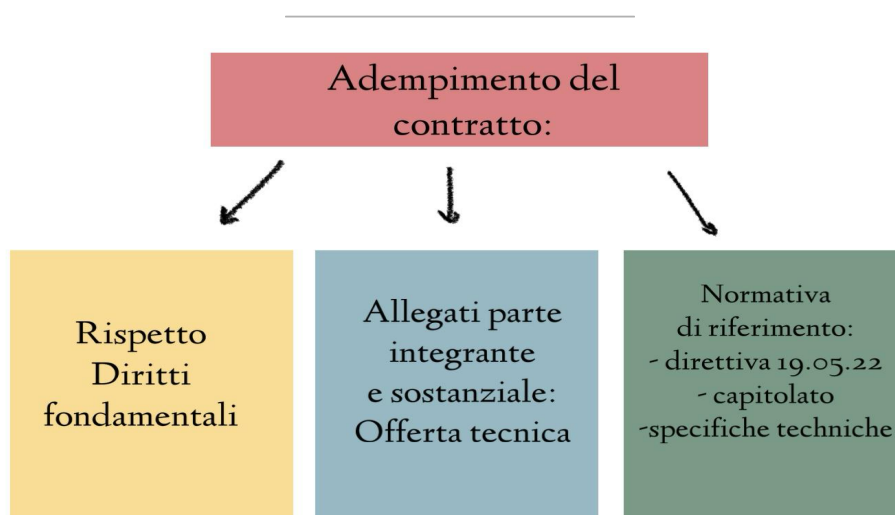 Adempimento del
contratto:
Rispetto
Diritti
fondamentali
Allegati parte
integrante
e sostanziale:
Offerta tecnica
Normativa
di riferimento:
- direttiva 19.05.22
- capitolato
-specifiche techniche